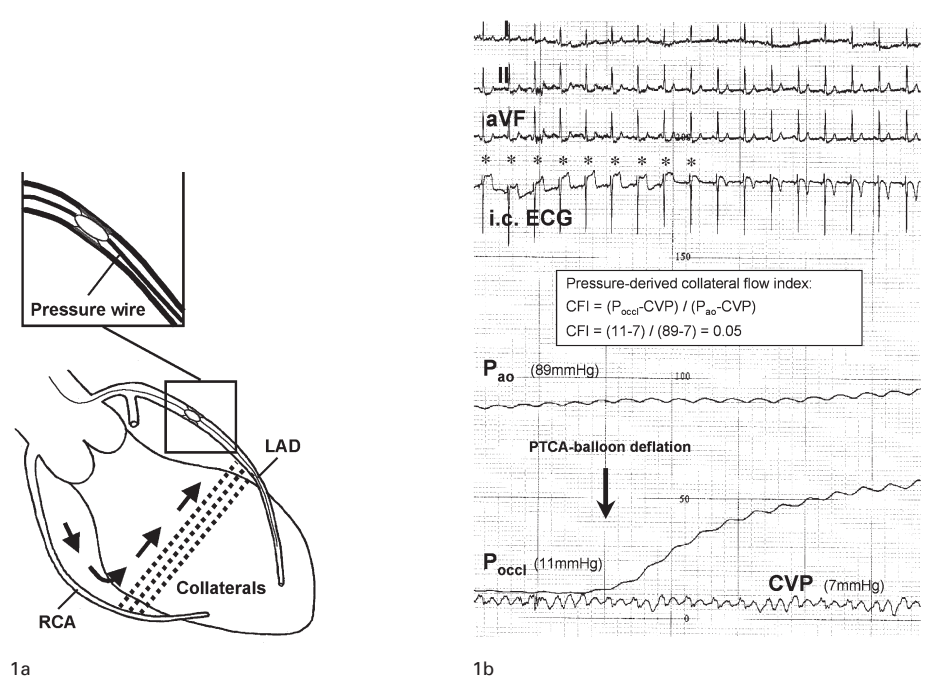 Pressure wire
LAD
Collaterals
RCA
1a
I
II
aVF
* * * * * * * * *
i.c. ECG
150
Pressure-derived collateral flow index:
CFI = (Poccl-CVP) / (Pao-CVP)
CFI = (11-7) / (89-7) = 0.05
Pao (89mmHg)
100
PTCA-balloon deflation
50
Poccl (11mmHg)
CVP (7mmHg)
0
1b